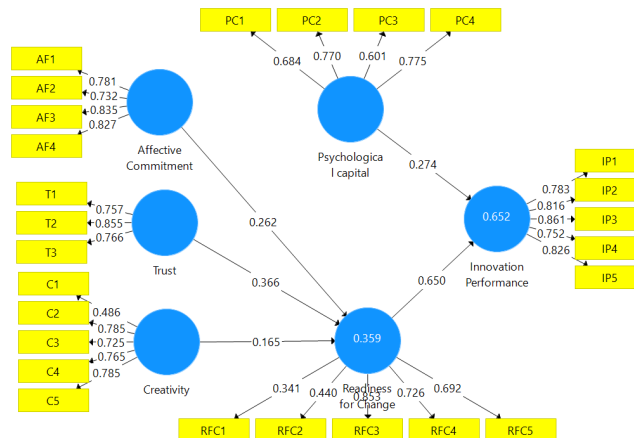 PC1
PC2
PC3
PC4
0.684
0.770
0.601
0.775
AF1
AF2
AF3
AF4
0.781
0.732
0.835
0.827
Affective
Commitment
Psychologica
l capital
0.274
IP1
IP2
IP3
IP4
IP5
0.783
0.816
0.861
0.752
0.826
0.652
Innovation
Performance
T1
T2
T3
0.757
0.855
0.766
Trust
0.262
0.366
0.650
C1
C2
C3
C4
C5
0.486
0.785
0.725
0.765
0.785
Creativity
0.165
0.359
Readiness
for Change
0.341
0.440
0.853
0.726
0.692
RFC1
RFC2
RFC3
RFC4
RFC5